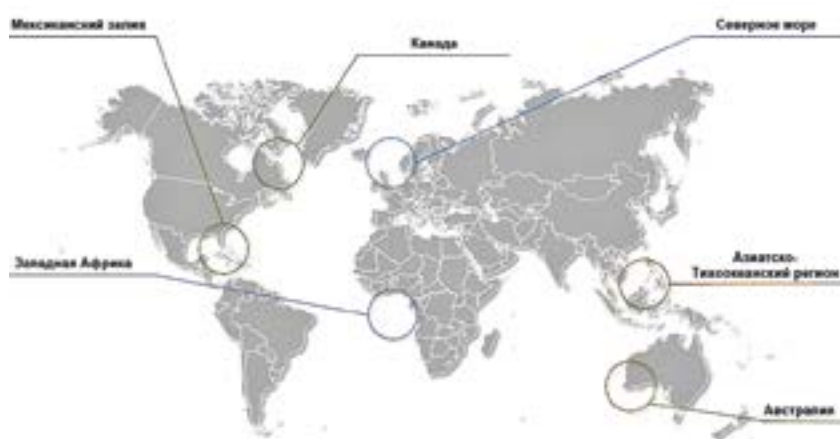 Мексиканский залив
Канада
Северное море
Западная Африка
Азиатско-
Тихоокеанский регион
Австралия